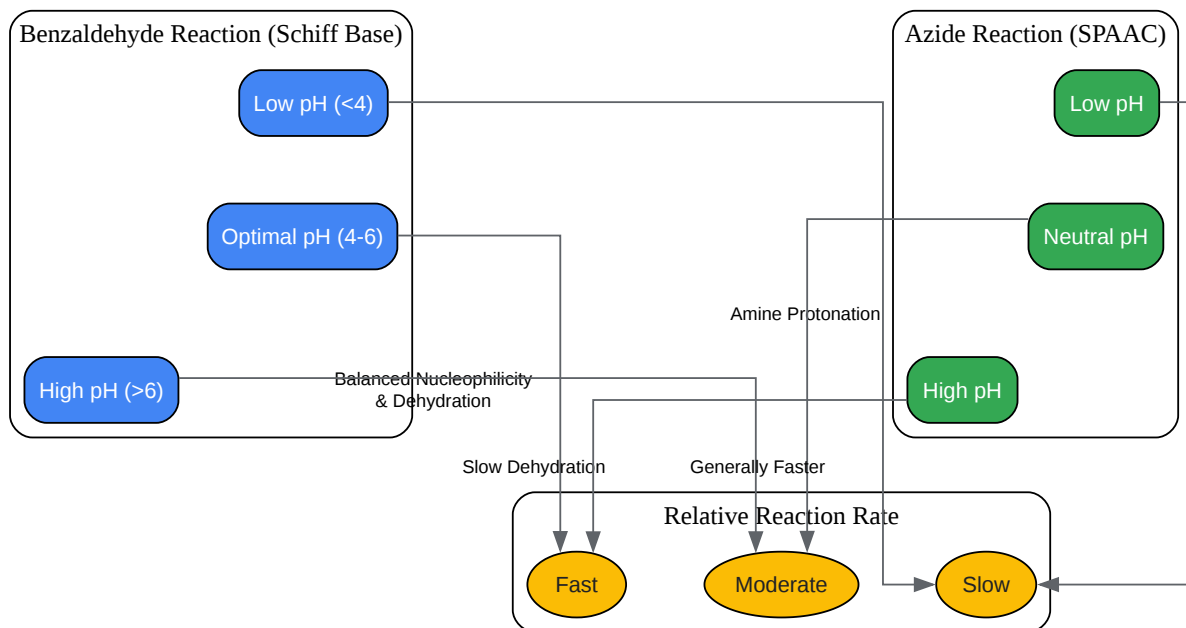 Benzaldehyde Reaction (Schiff Base)
Azide Reaction (SPAAC)
Low pH (<4)
Low pH
Optimal pH (4-6)
Neutral pH
Amine Protonation
High pH (>6)
Balanced Nucleophilicity
& Dehydration
High pH
Slow Dehydration
Generally Faster
Relative Reaction Rate
Fast
Moderate
Slow